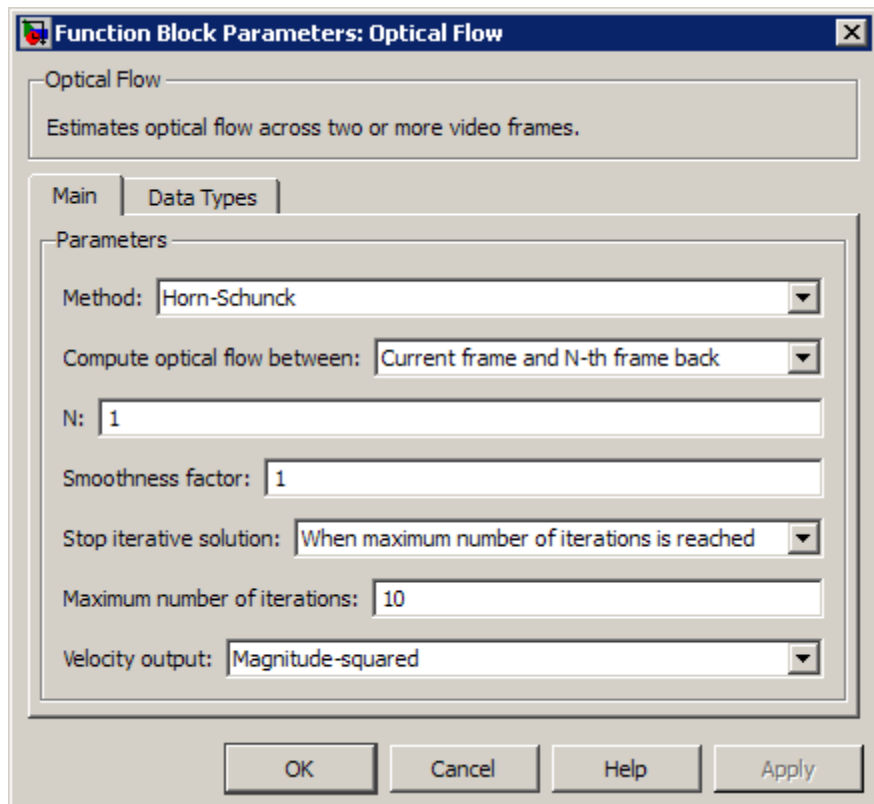 Function Block Parameters: Optical Flow
Optical Flow
Estimates optical flow across two or more video frames.
Main Data Types
Parameters
Method: Horn-Schunck
Compute optical flow between: Current frame and N-th frame back
N: 1
Smoothness factor: 1
Stop iterative solution: When maximum number of iterations is reached
Maximum number of iterations: 10
Velocity output: Magnitude-squared
OK Cancel Help Apply